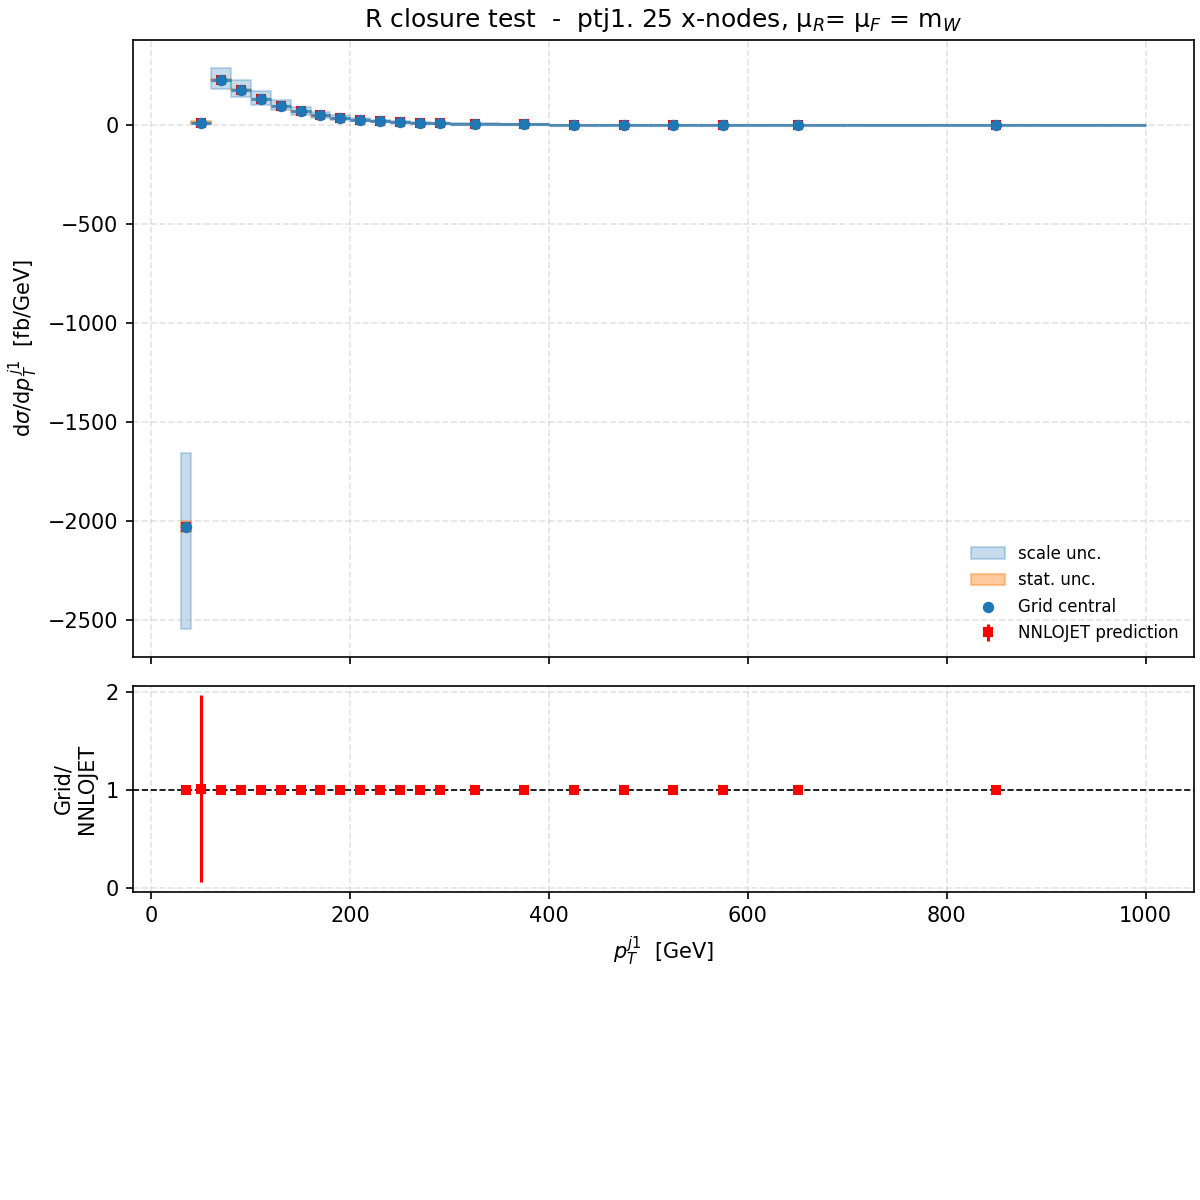 R closure test - ptj1. 25 x-nodes, μR= μF = mW
dσ/dp_T^{j1} [fb/GeV]
0
−500
−1000
−1500
−2000
−2500
scale unc.
stat. unc.
Grid central
NNLOJET prediction
Grid/
NNLOJET
2
1
0
0 200 400 600 800 1000
p_T^{j1} [GeV]